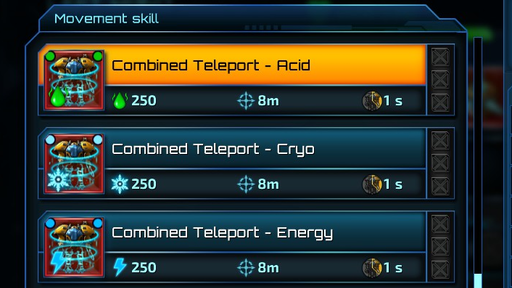 Movement skill
Combined Teleport - Acid
250 8m 1 s
Combined Teleport - Cryo
250 8m 1 s
Combined Teleport - Energy
250 8m 1 s